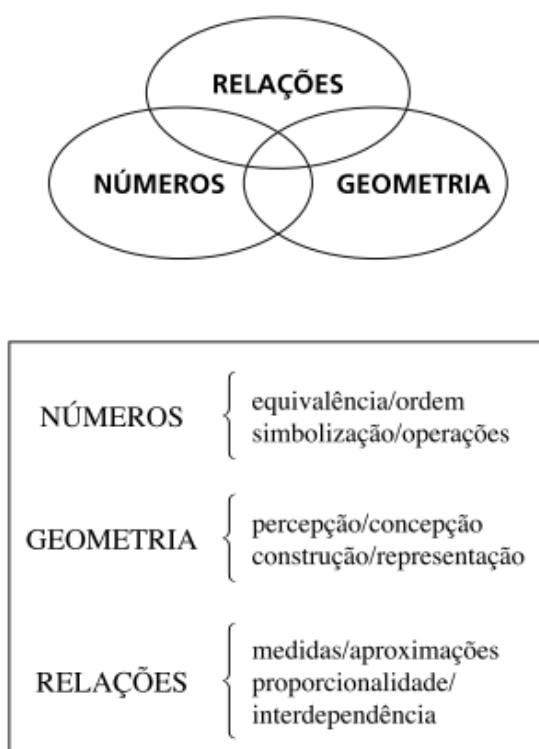 RELAÇÕES
NÚMEROS GEOMETRIA
NÚMEROS
equivalência/ordem
simbolização/operações
GEOMETRIA
percepção/concepção
construção/representação
RELAÇÕES
medidas/aproximações
proporcionalidade/
interdependência